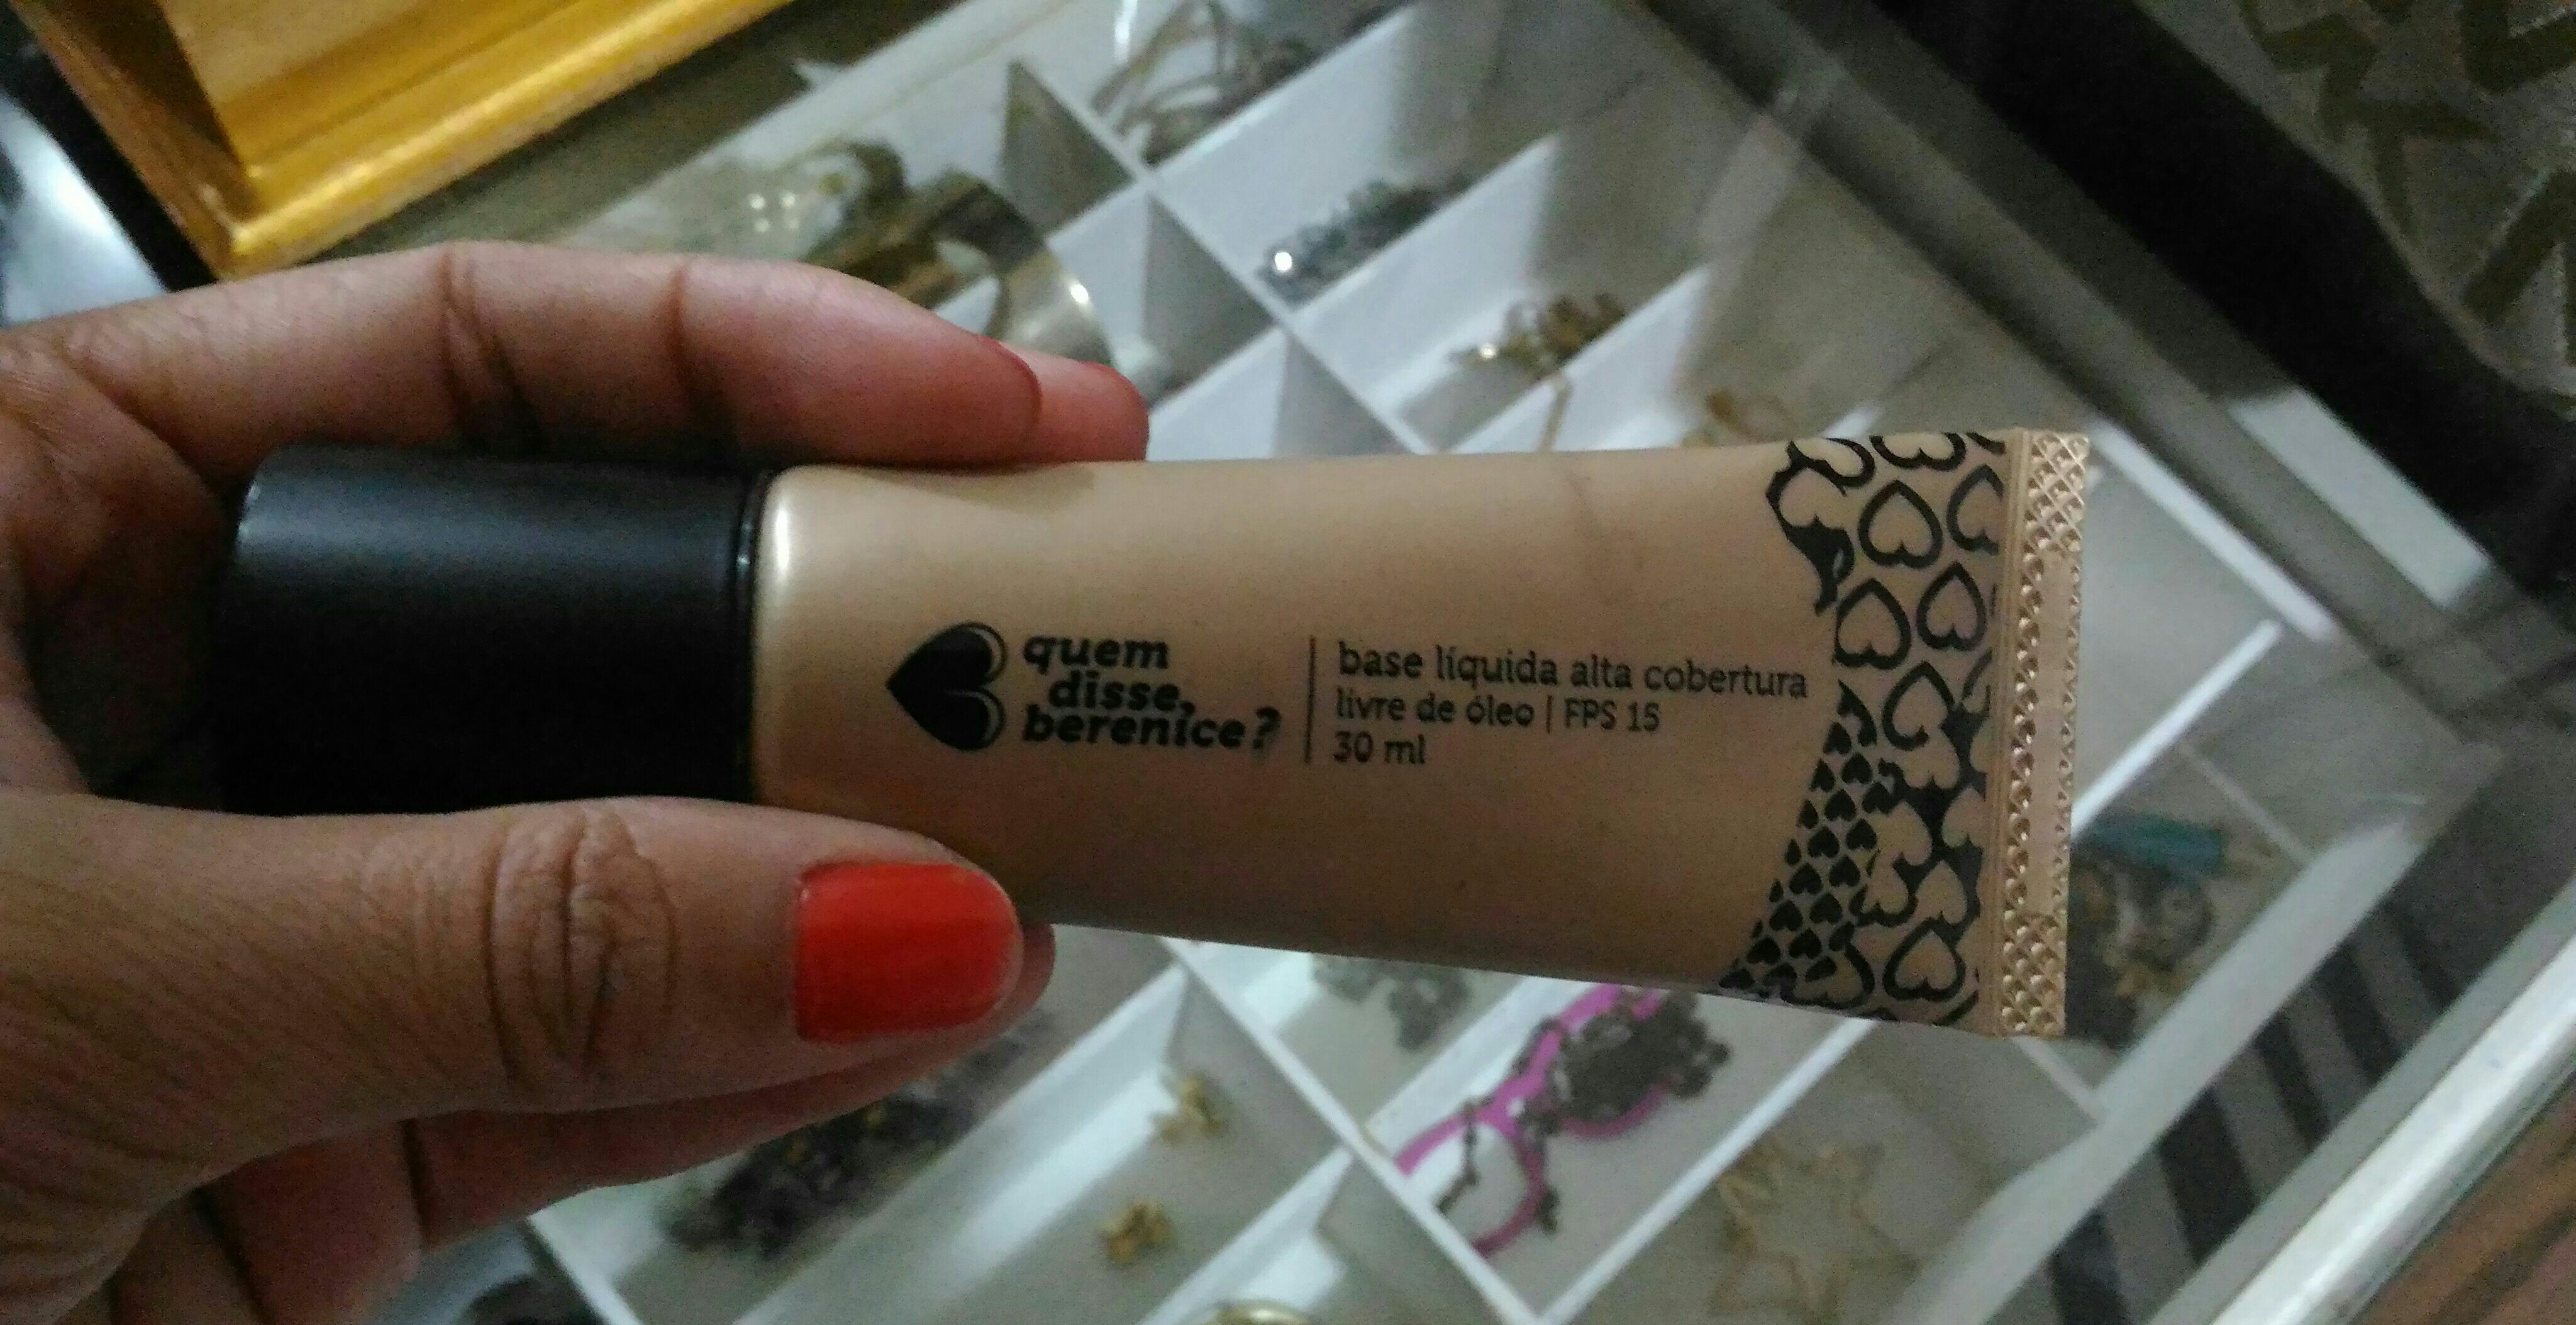 quem
disse,
berenice?
base líquida alta cobertura
livre de óleo | FPS 15
30 ml